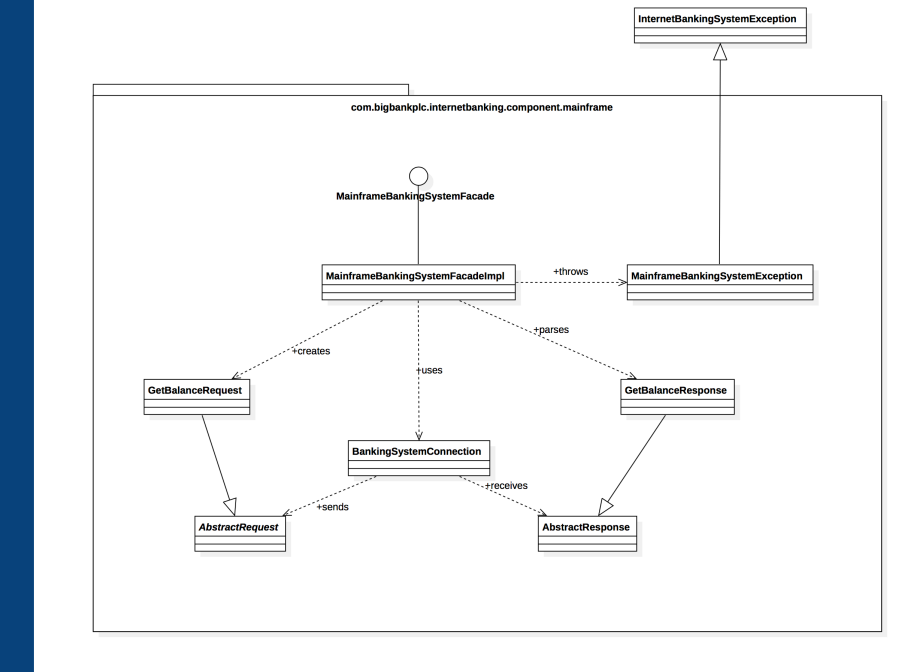 InternetBankingSystemException
com.bigbankplc.internetbanking.component.mainframe
MainframeBankingSystemFacade
MainframeBankingSystemFacadeImpl
+throws
MainframeBankingSystemException
+creates
+uses
+parses
GetBalanceRequest
GetBalanceResponse
BankingSystemConnection
+sends
+receives
AbstractRequest
AbstractResponse